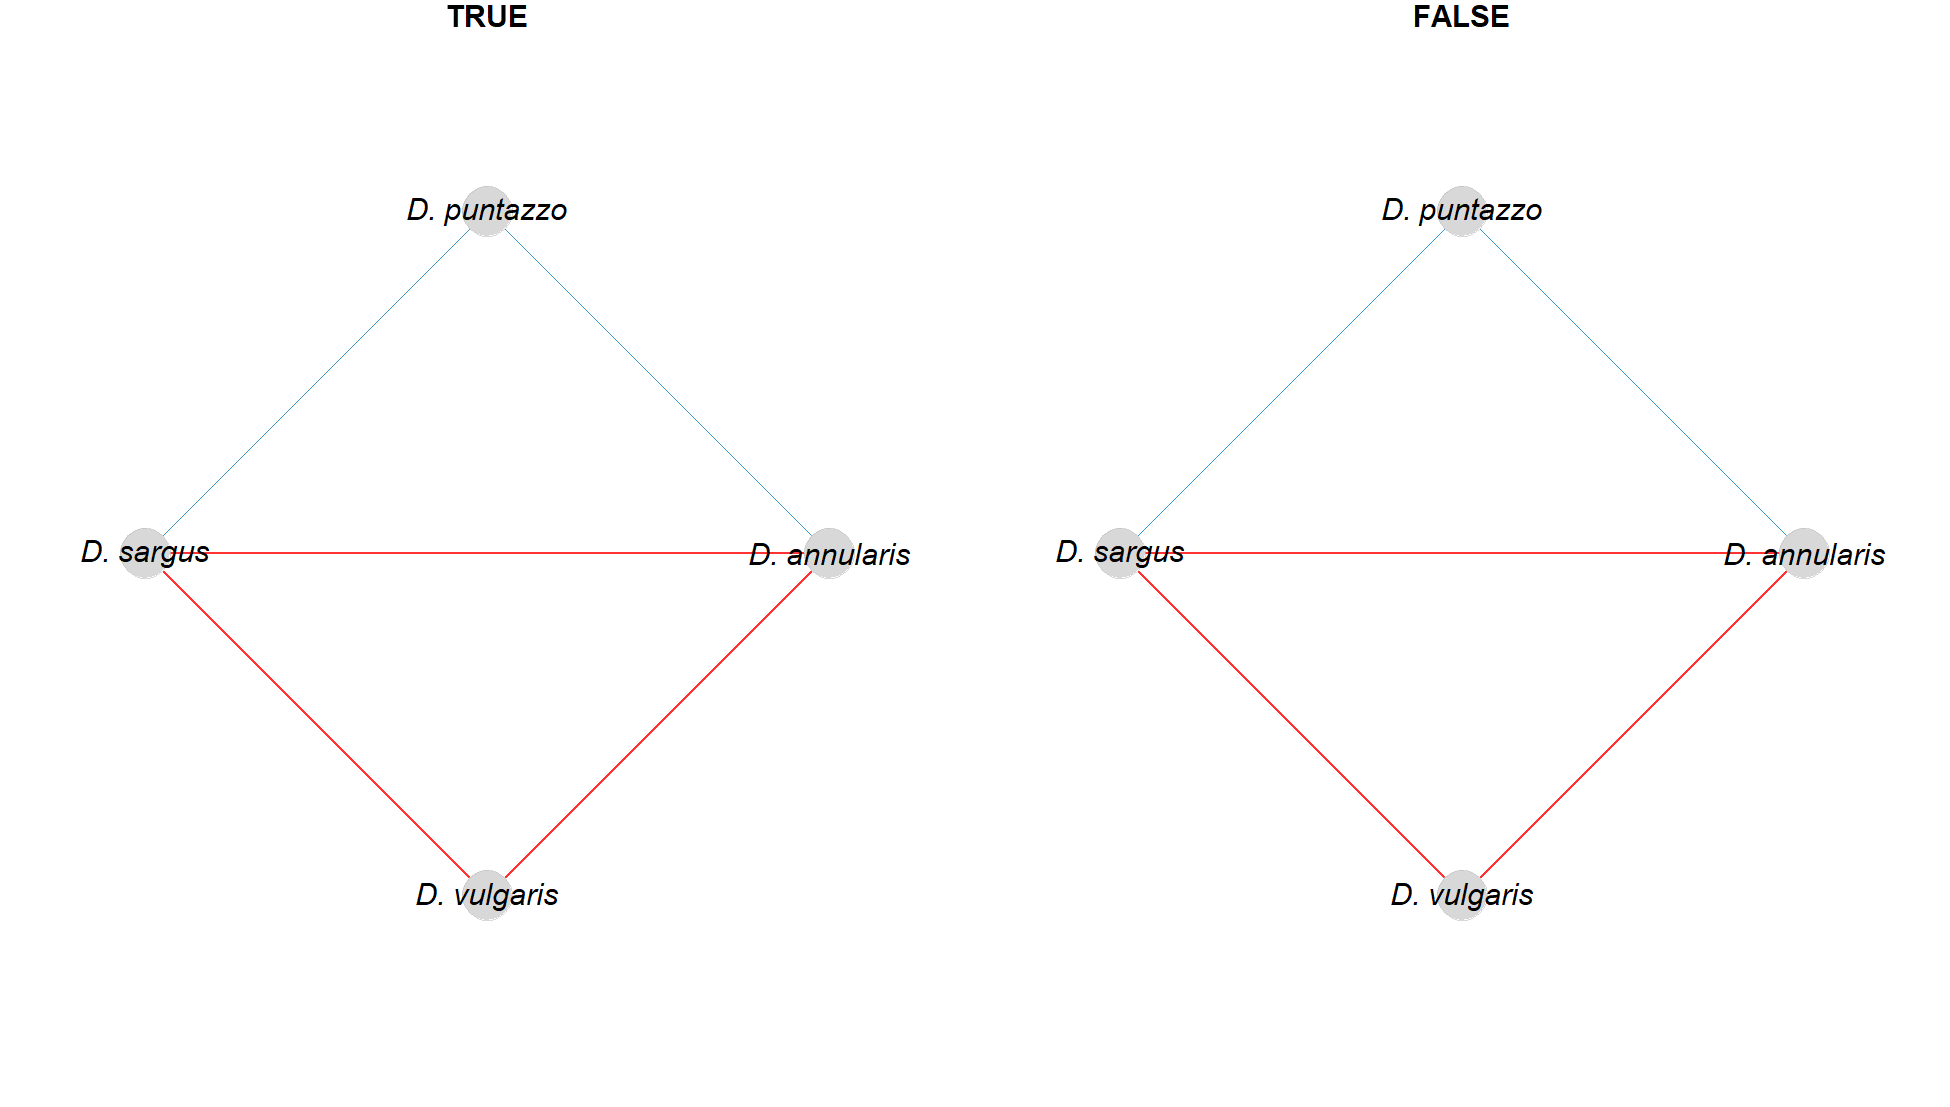 TRUE
D. puntazzo
D. sargus
D. annularis
D. vulgaris
FALSE
D. puntazzo
D. sargus
D. annularis
D. vulgaris